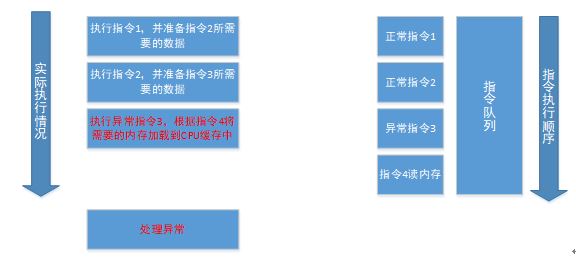 实际执行情况
执行指令1，并准备指令2所需
要的数据
执行指令2，并准备指令3所需
要的数据
执行异常指令3，根据指令4将
需要的内存加载到CPU缓存中
处理异常
正常指令1
正常指令2
异常指令3
指令4读内存
指令队列
指令执行顺序